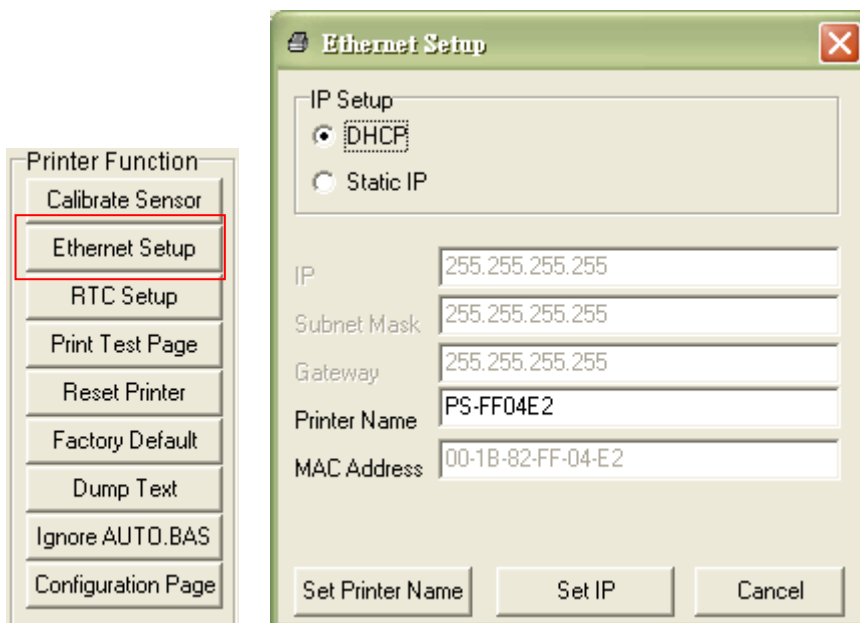 Printer Function
Calibrate Sensor
Ethernet Setup
RTC Setup
Print Test Page
Reset Printer
Factory Default
Dump Text
Ignore AUTO.BAS
Configuration Page
Ethernet Setup
IP Setup
DHCP
Static IP
IP 255.255.255.255
Subnet Mask 255.255.255.255
Gateway 255.255.255.255
Printer Name PS-FF04E2
MAC Address 00-1B-82-FF-04-E2
Set Printer Name Set IP Cancel